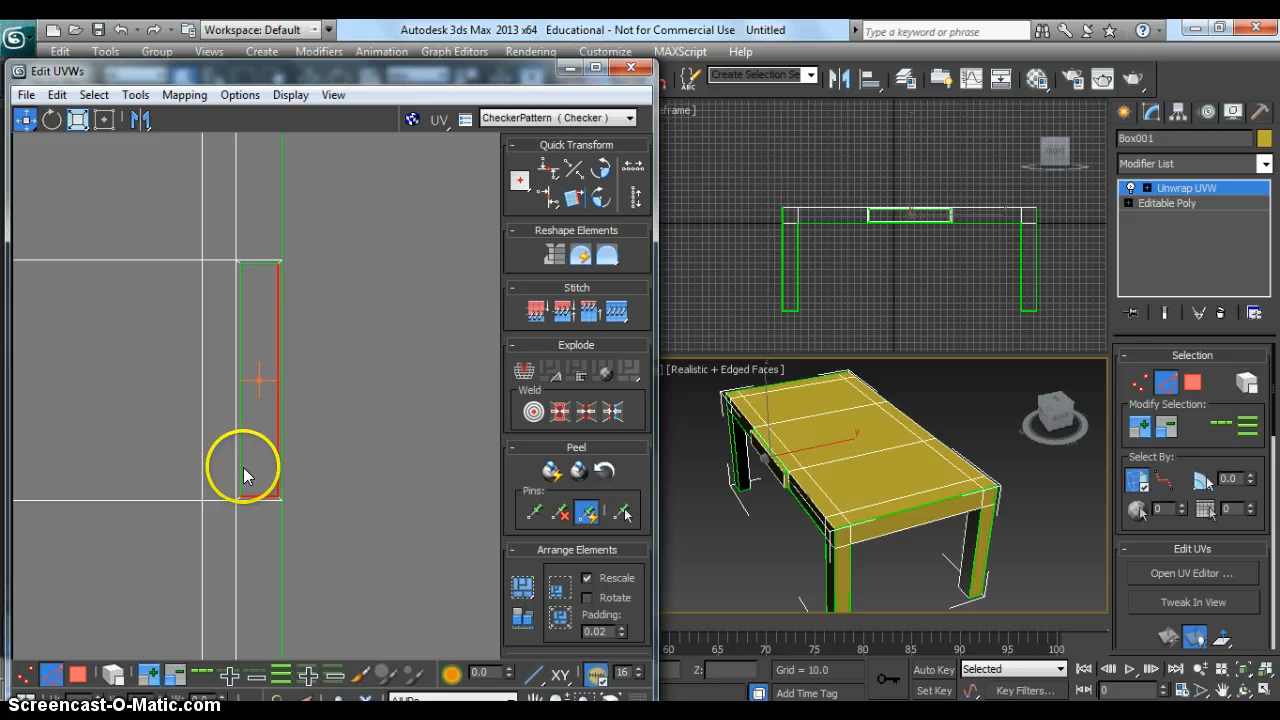 Workspace: Default
Autodesk 3ds Max 2013 x64 Educational - Not for Commercial Use Untitled
Type a keyword or phrase
Edit Tools Group Views Create Modifiers Animation Graph Editors Rendering Customize MAXScript Help
Edit UVWs
File Edit Select Tools Mapping Options Display View
UV CheckerPattern ( Checker )
ABC Create Selection Se
Quick Transform
Reshape Elements
Stitch
Explode
Weld
Peel
Pins:
Arrange Elements
Rescale
Rotate
Padding:
0.02
0.0
XY
16
eframe ]
FRONT
] [Realistic + Edged Faces ]
Y
Box001
Modifier List
Unwrap UVW
Editable Poly
Selection
Modify Selection:
Select By:
0.0
0
0
Edit UVs
Open UV Editor ...
Tweak In View
60 65 70 75 80 85 90 95 100
Z:
Grid = 10.0
Add Time Tag
Auto Key
Selected
Set Key
Key Filters...
0
Screencast-O-Matic.com